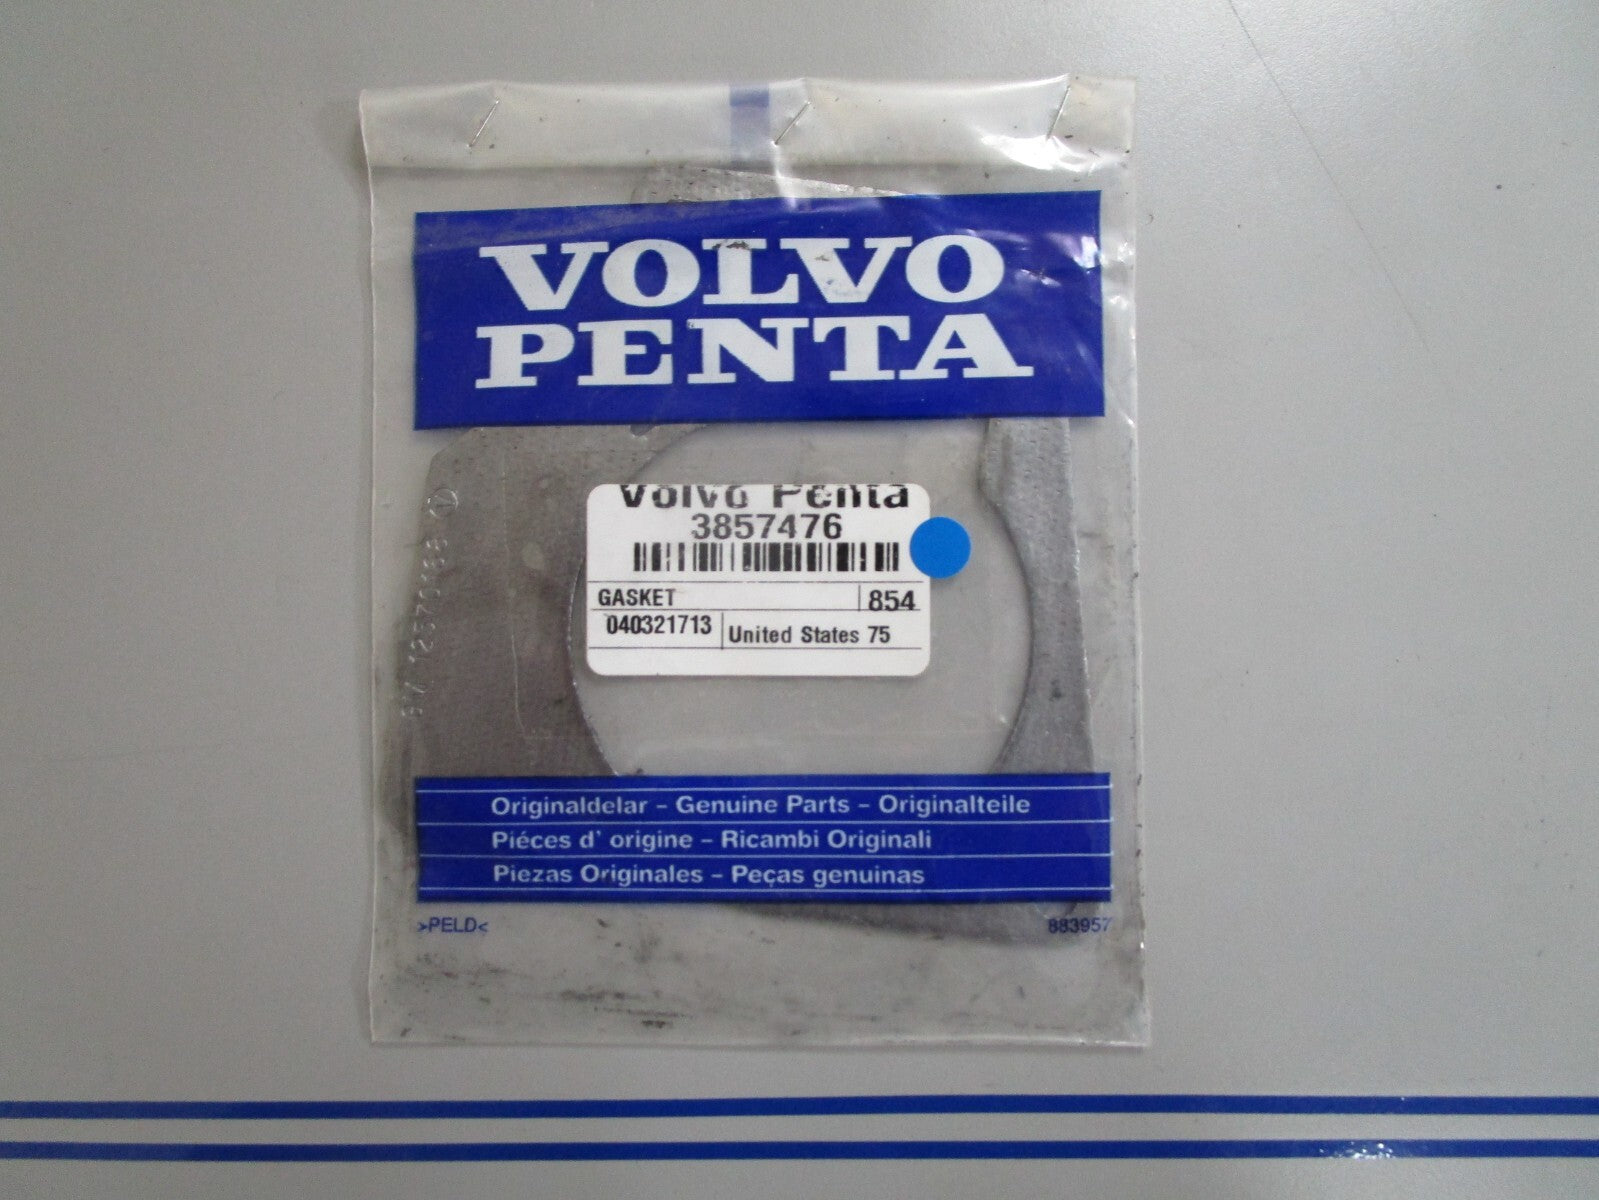 VOLVO
PENTA
Volvo Penta
3857476
GASKET 854
040321713 United States 75
Originaldelar – Genuine Parts – Originalteile
Piéces d' origine – Ricambi Originali
Piezas Originales – Peças genuinas
>PELD< 883957